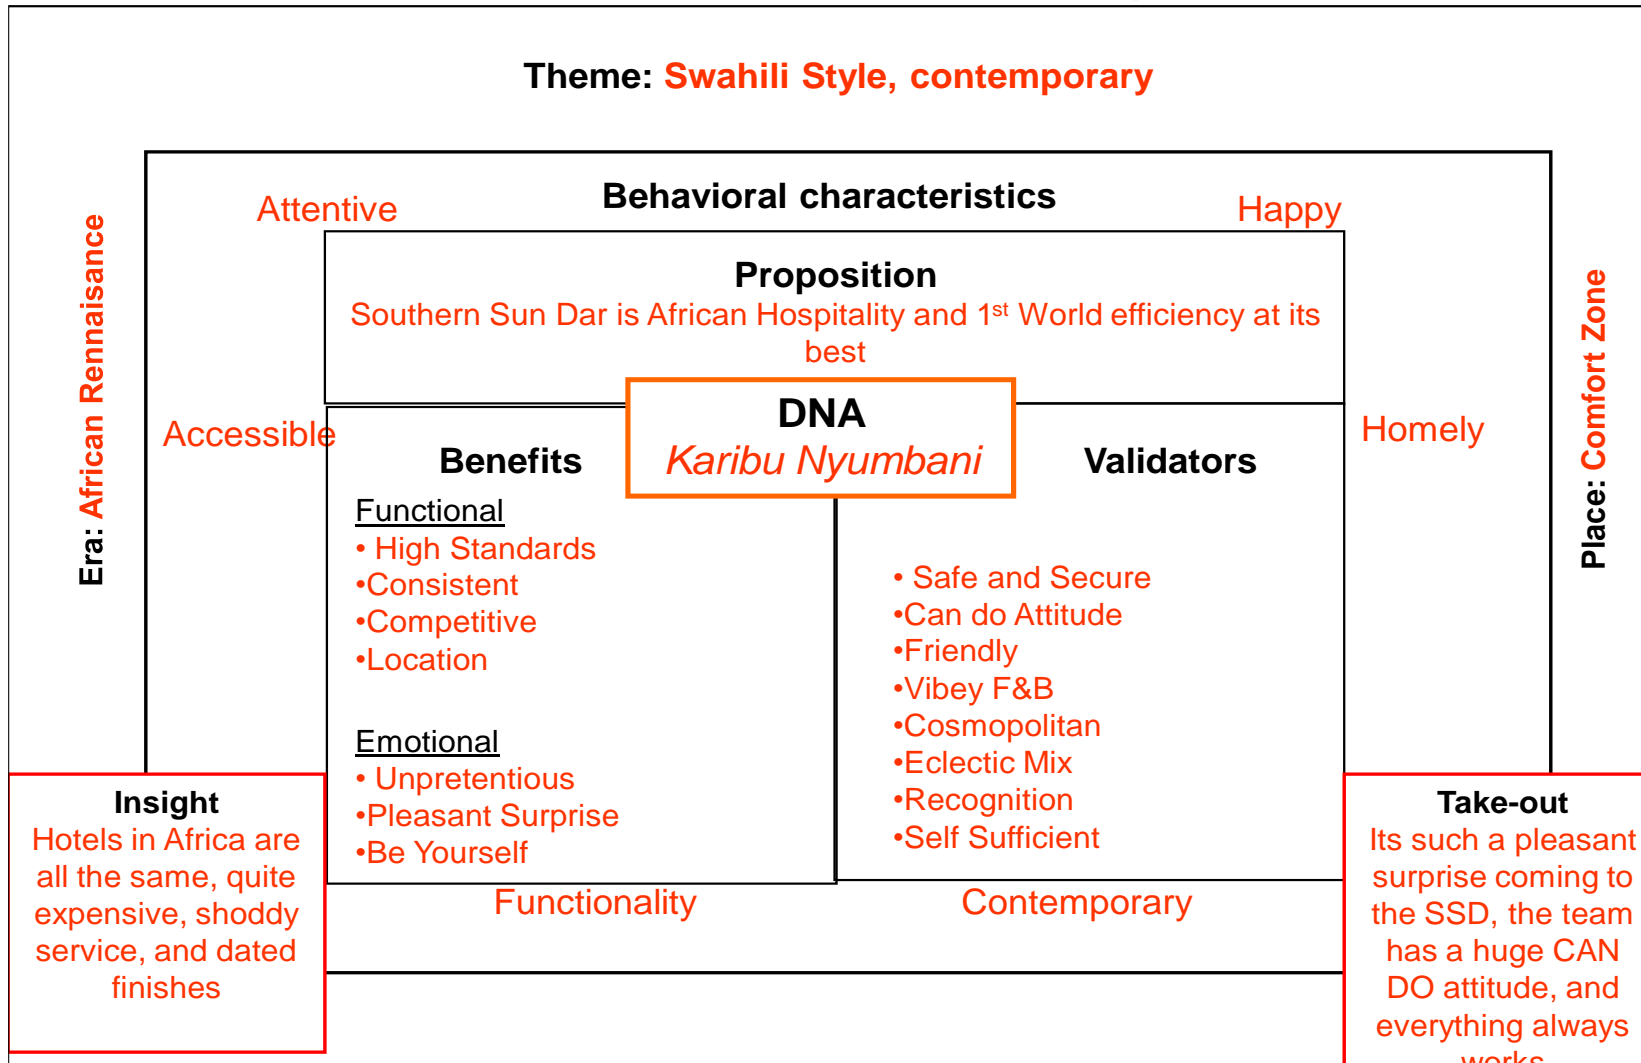 Theme: Swahili Style, contemporary
Era: African Rennaisance
Behavioral characteristics
Attentive
Happy
Proposition
Southern Sun Dar is African Hospitality and 1st World efficiency at its
best
DNA
Karibu Nyumbani
Accessible
Homely
Place: Comfort Zone
Benefits
Functional
• High Standards
•Consistent
•Competitive
•Location
Emotional
• Unpretentious
•Pleasant Surprise
•Be Yourself
Validators
• Safe and Secure
•Can do Attitude
•Friendly
•Vibey F&B
•Cosmopolitan
•Eclectic Mix
•Recognition
•Self Sufficient
Functionality
Contemporary
Insight
Hotels in Africa are
all the same, quite
expensive, shoddy
service, and dated
finishes
Take-out
Its such a pleasant
surprise coming to
the SSD, the team
has a huge CAN
DO attitude, and
everything always
works